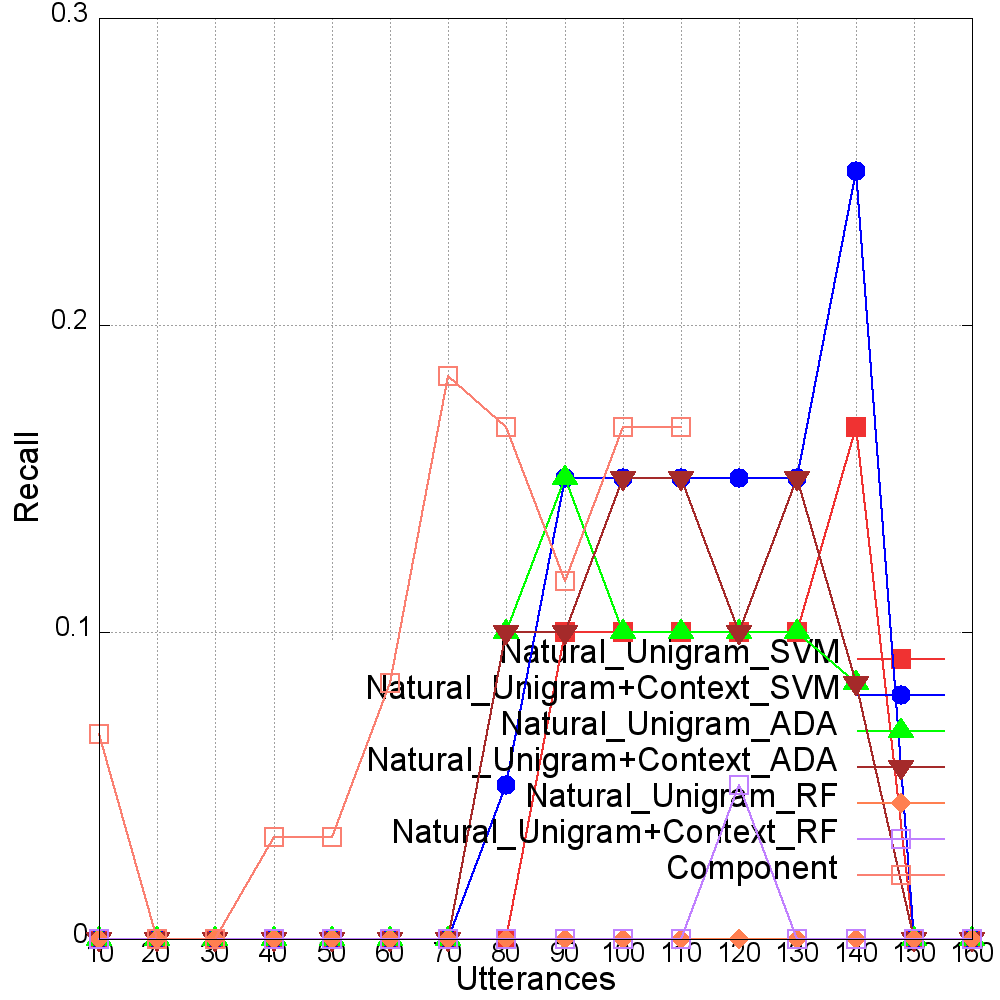 0.3
0.2
0.1
0
Recall
Natural_Unigram_SVM
Natural_Unigram+Context_SVM
Natural_Unigram_ADA
Natural_Unigram+Context_ADA
Natural_Unigram_RF
Natural_Unigram+Context_RF
Component
10 20 30 40 50 60 70 80 90 100 110 120 130 140 150 160
Utterances